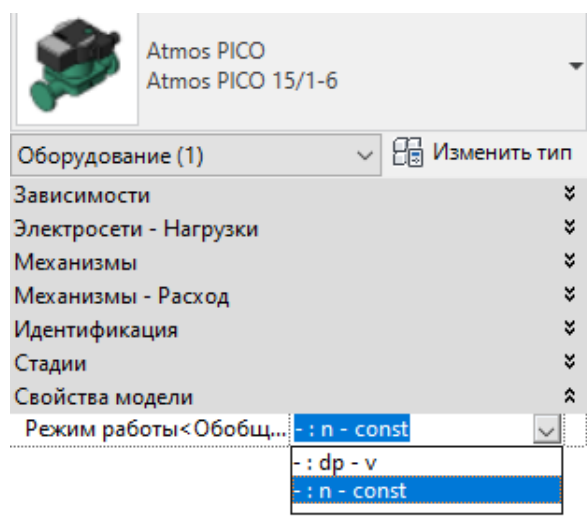 Atmos PICO
Atmos PICO 15/1-6
Оборудование (1) Изменить тип
Зависимости
Электросети - Нагрузки
Механизмы
Механизмы - Расход
Идентификация
Стадии
Свойства модели
Режим работы<Обобщ... - : n - const
- : dp - v
- : n - const